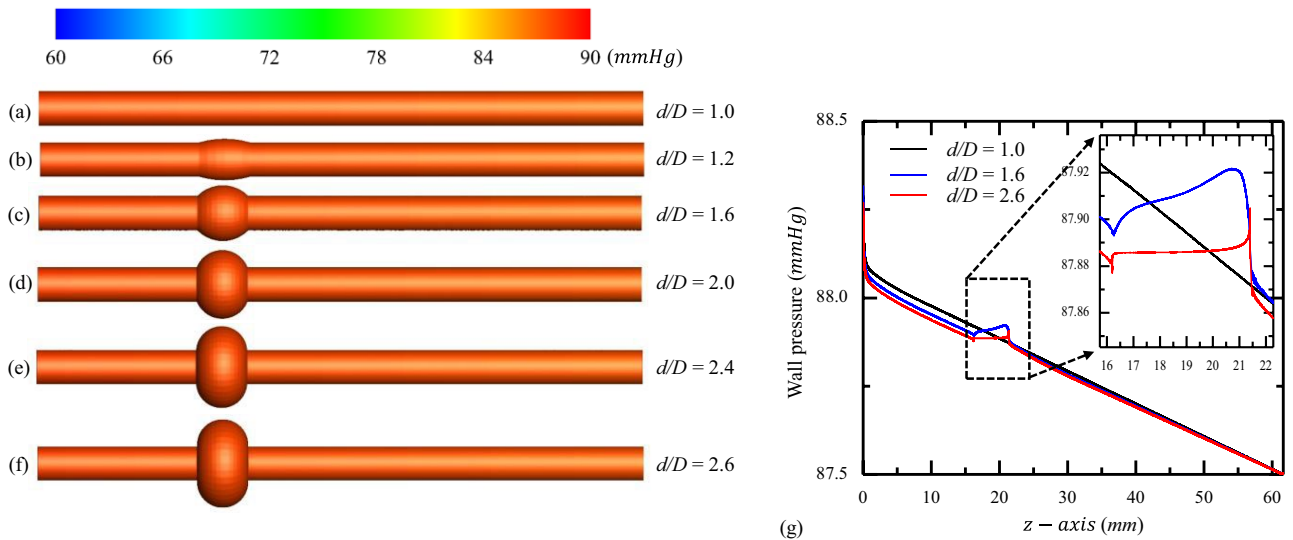 60 66 72 78 84 90 (mmHg)
(a) d/D = 1.0
(b) d/D = 1.2
(c) d/D = 1.6
(d) d/D = 2.0
(e) d/D = 2.4
(f) d/D = 2.6
88.5
88.0
87.5
Wall pressure (mmHg)
d/D = 1.0
d/D = 1.6
d/D = 2.6
87.92
87.90
87.88
87.86
16 17 18 19 20 21 22
0 10 20 30 40 50 60
z − axis (mm)
(g)